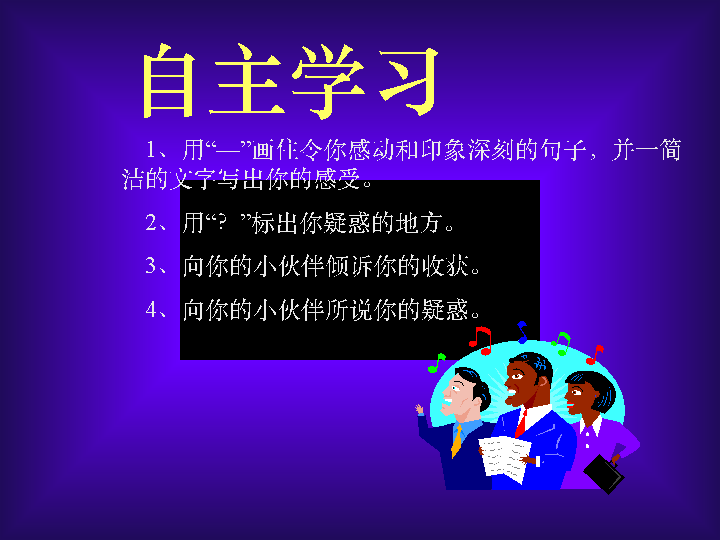 自主学习
1、用“—”画住令你感动和印象深刻的句子，并一简
洁的文字写出你的感受。
2、用“？”标出你疑惑的地方。
3、向你的小伙伴倾诉你的收获。
4、向你的小伙伴所说你的疑惑。